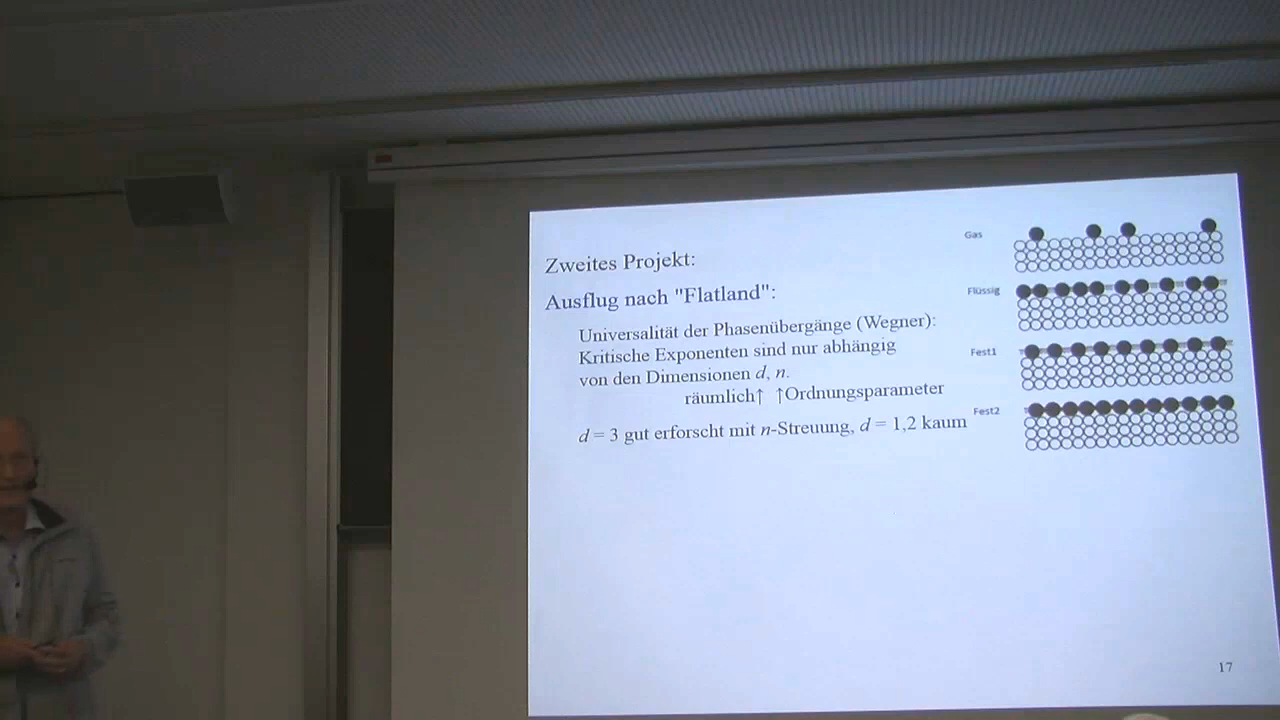 Zweites Projekt:
Ausflug nach "Flatland":
Universalität der Phasenübergänge (Wegner):
Kritische Exponenten sind nur abhängig
von den Dimensionen d, n.
räumlich↑ ↑Ordnungsparameter
d = 3 gut erforscht mit n-Streuung, d = 1,2 kaum
Gas
Flüssig
Fest1
Fest2
17